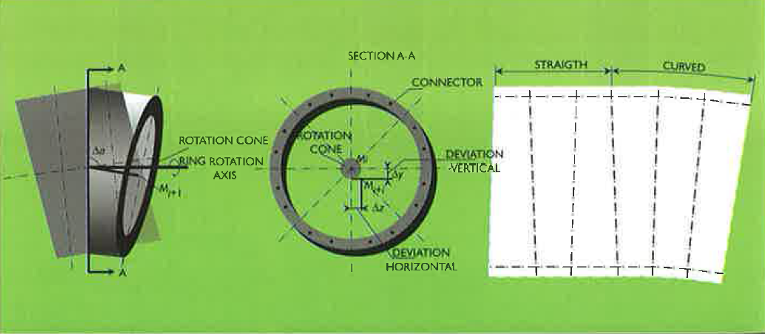 SECTION A-A
STRAIGTH
CURVED
A
CONNECTOR
ROTATION CONE
Δα
RING ROTATION
AXIS
Mi+1
A
ROTATION
CONE
Mi
Mi+1
Δy
Δz
DEVIATION
VERTICAL
DEVIATION
HORIZONTAL